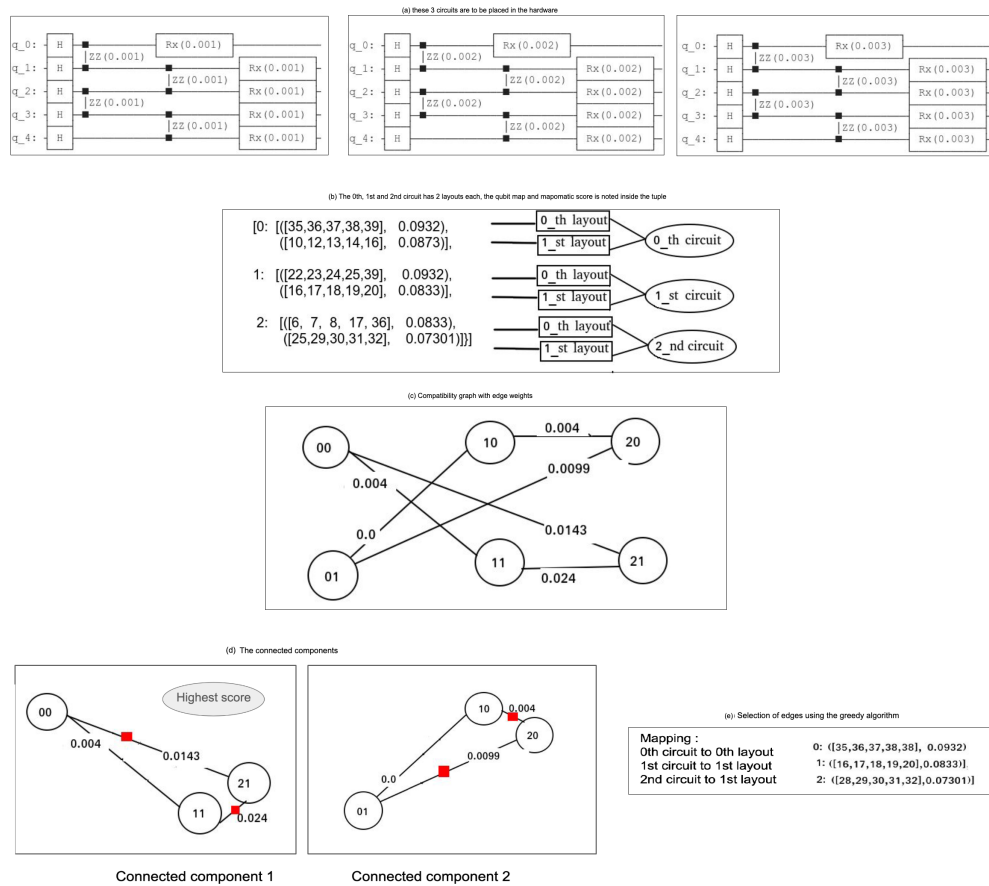 (a) these 3 circuits are to be placed in the hardware
q_0: H Rx(0.001)
ZZ(0.001)
q_1: H Rx(0.001)
ZZ(0.001)
q_2: H Rx(0.001)
ZZ(0.001)
q_3: H Rx(0.001)
ZZ(0.001)
q_4: H Rx(0.001)
q_0: H Rx(0.002)
ZZ(0.002)
q_1: H Rx(0.002)
ZZ(0.002)
q_2: H Rx(0.002)
ZZ(0.002)
q_3: H Rx(0.002)
ZZ(0.002)
q_4: H Rx(0.002)
q_0: H Rx(0.003)
ZZ(0.003)
q_1: H Rx(0.003)
ZZ(0.003)
q_2: H Rx(0.003)
ZZ(0.003)
q_3: H Rx(0.003)
ZZ(0.003)
q_4: H Rx(0.003)
(b) The 0th, 1st and 2nd circuit has 2 layouts each, the qubit map and mapomatic score is noted inside the tuple
[0: [([35,36,37,38,39], 0.0932),
([10,12,13,14,16], 0.0873)],
1: [([22,23,24,25,39], 0.0932),
([16,17,18,19,20], 0.0833)],
2: [([6, 7, 8, 17, 36], 0.0833),
([25,29,30,31,32], 0.07301)]}]
0_th layout
1_st layout
0_th circuit
0_th layout
1_st layout
1_st circuit
0_th layout
1_st layout
2_nd circuit
(c) Compatibility graph with edge weights
00
10
0.004
20
0.004
0.0099
0.0
0.0143
01
11
0.024
21
(d) The connected components
Highest score
00
0.004
0.0143
21
11
0.024
10
0.004
20
0.0099
0.0
01
Connected component 1
Connected component 2
(e) Selection of edges using the greedy algorithm
Mapping :
0th circuit to 0th layout 0: ([35,36,37,38,38], 0.0932)
1st circuit to 1st layout 1: ([16,17,18,19,20],0.0833)]
2nd circuit to 1st layout 2: ([28,29,30,31,32],0.07301)]